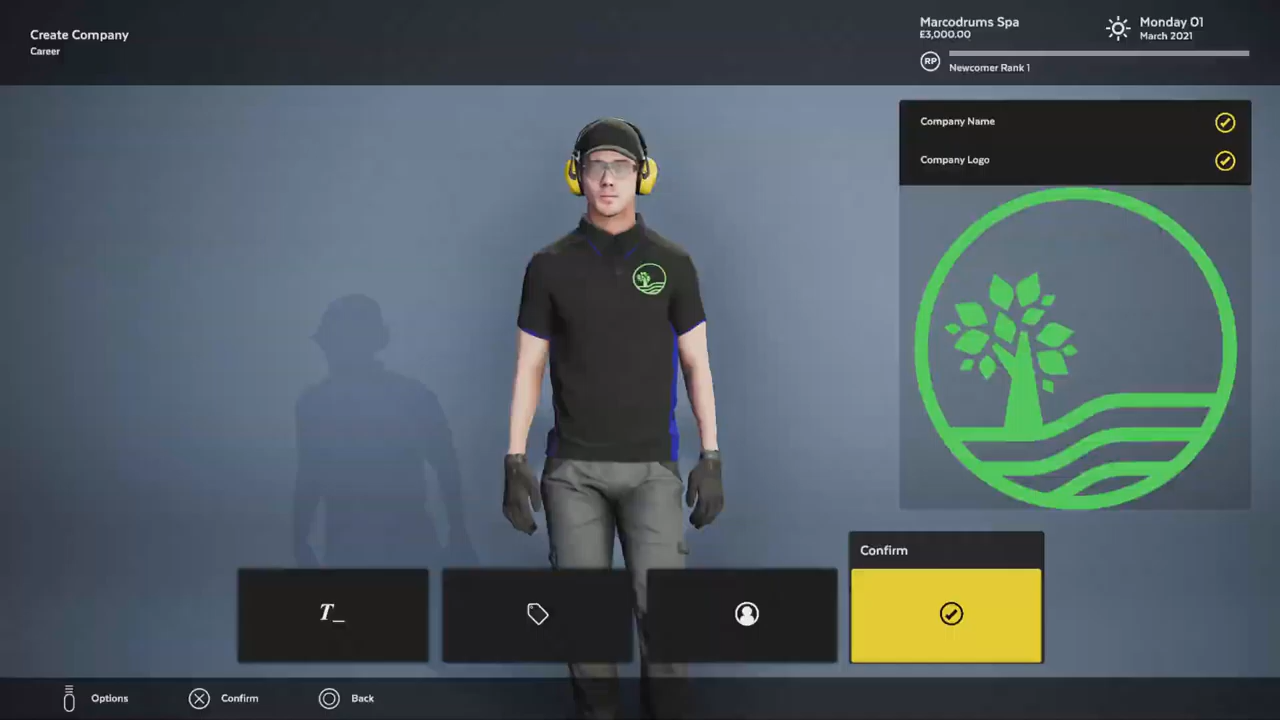 Create Company
Career
Marcodrums Spa
£3,000.00
Monday 01
March 2021
RP
Newcomer Rank 1
Company Name
Company Logo
Confirm
T_
Options
Confirm
Back